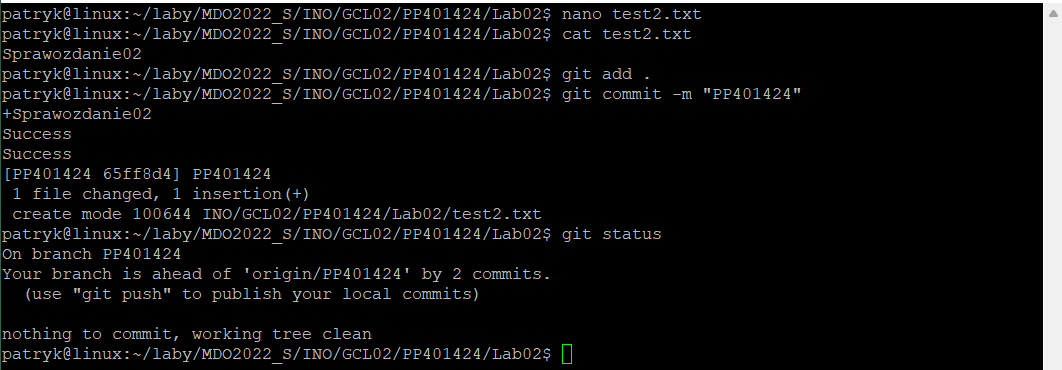 patryk@linux:~/laby/MDO2022_S/INO/GCL02/PP401424/Lab02$ nano test2.txt
patryk@linux:~/laby/MDO2022_S/INO/GCL02/PP401424/Lab02$ cat test2.txt
Sprawozdanie02
patryk@linux:~/laby/MDO2022_S/INO/GCL02/PP401424/Lab02$ git add .
patryk@linux:~/laby/MDO2022_S/INO/GCL02/PP401424/Lab02$ git commit -m "PP401424"
+Sprawozdanie02
Success
Success
[PP401424 65ff8d4] PP401424
 1 file changed, 1 insertion(+)
 create mode 100644 INO/GCL02/PP401424/Lab02/test2.txt
patryk@linux:~/laby/MDO2022_S/INO/GCL02/PP401424/Lab02$ git status
On branch PP401424
Your branch is ahead of 'origin/PP401424' by 2 commits.
  (use "git push" to publish your local commits)

nothing to commit, working tree clean
patryk@linux:~/laby/MDO2022_S/INO/GCL02/PP401424/Lab02$